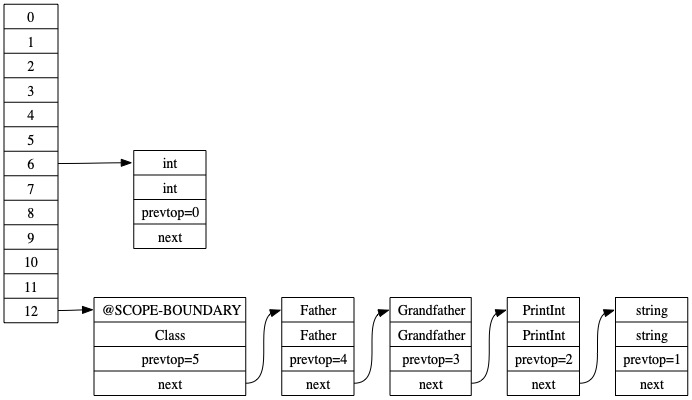 0
1
2
3
4
5
6
7
8
9
10
11
12
int
int
prevtop=0
next
@SCOPE-BOUNDARY
Class
prevtop=5
next
Father
Father
prevtop=4
next
Grandfather
Grandfather
prevtop=3
next
PrintInt
PrintInt
prevtop=2
next
string
string
prevtop=1
next